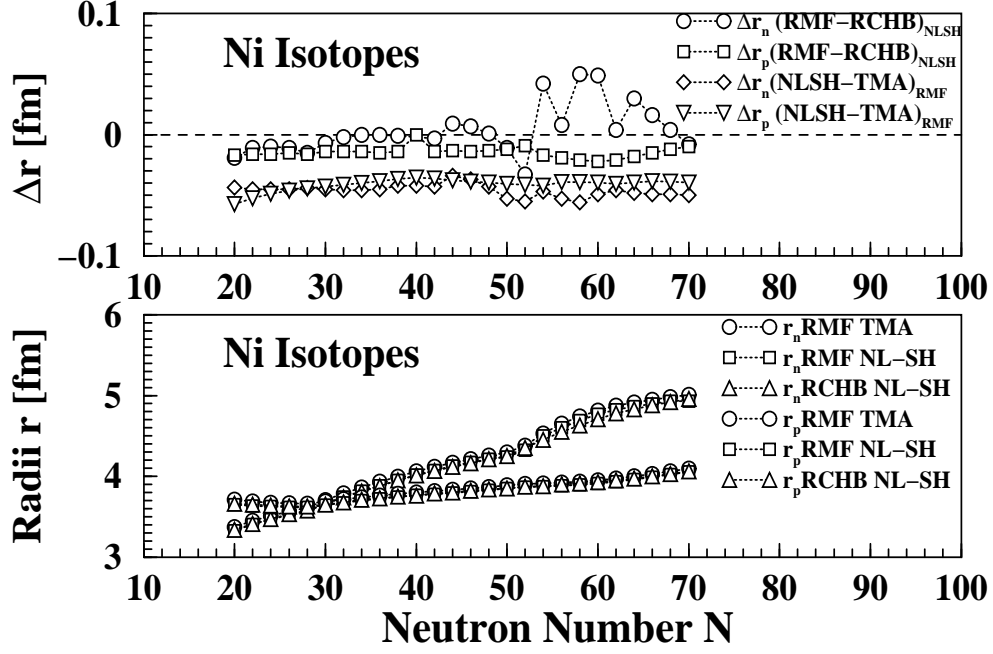 0.1
Ni Isotopes
Δr_n (RMF−RCHB)_NLSH
Δr_p (RMF−RCHB)_NLSH
Δr_n (NLSH−TMA)_RMF
Δr_p (NLSH−TMA)_RMF
0
−0.1
Δr [fm]
10 20 30 40 50 60 70 80 90 100
6
Ni Isotopes
r_n RMF TMA
r_n RMF NL−SH
r_n RCHB NL−SH
r_p RMF TMA
r_p RMF NL−SH
r_p RCHB NL−SH
5
4
3
Radii r [fm]
10 20 30 40 50 60 70 80 90 100
Neutron Number N